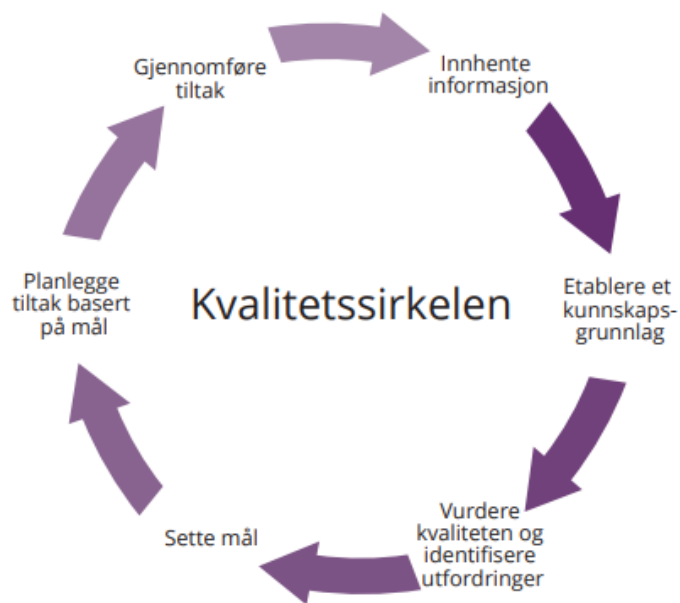 Kvalitetssirkelen
Innhente
informasjon
Etablere et
kunnskaps-
grunnlag
Vurdere
kvaliteten og
identifisere
utfordringer
Sette mål
Planlegge
tiltak basert
på mål
Gjennomføre
tiltak